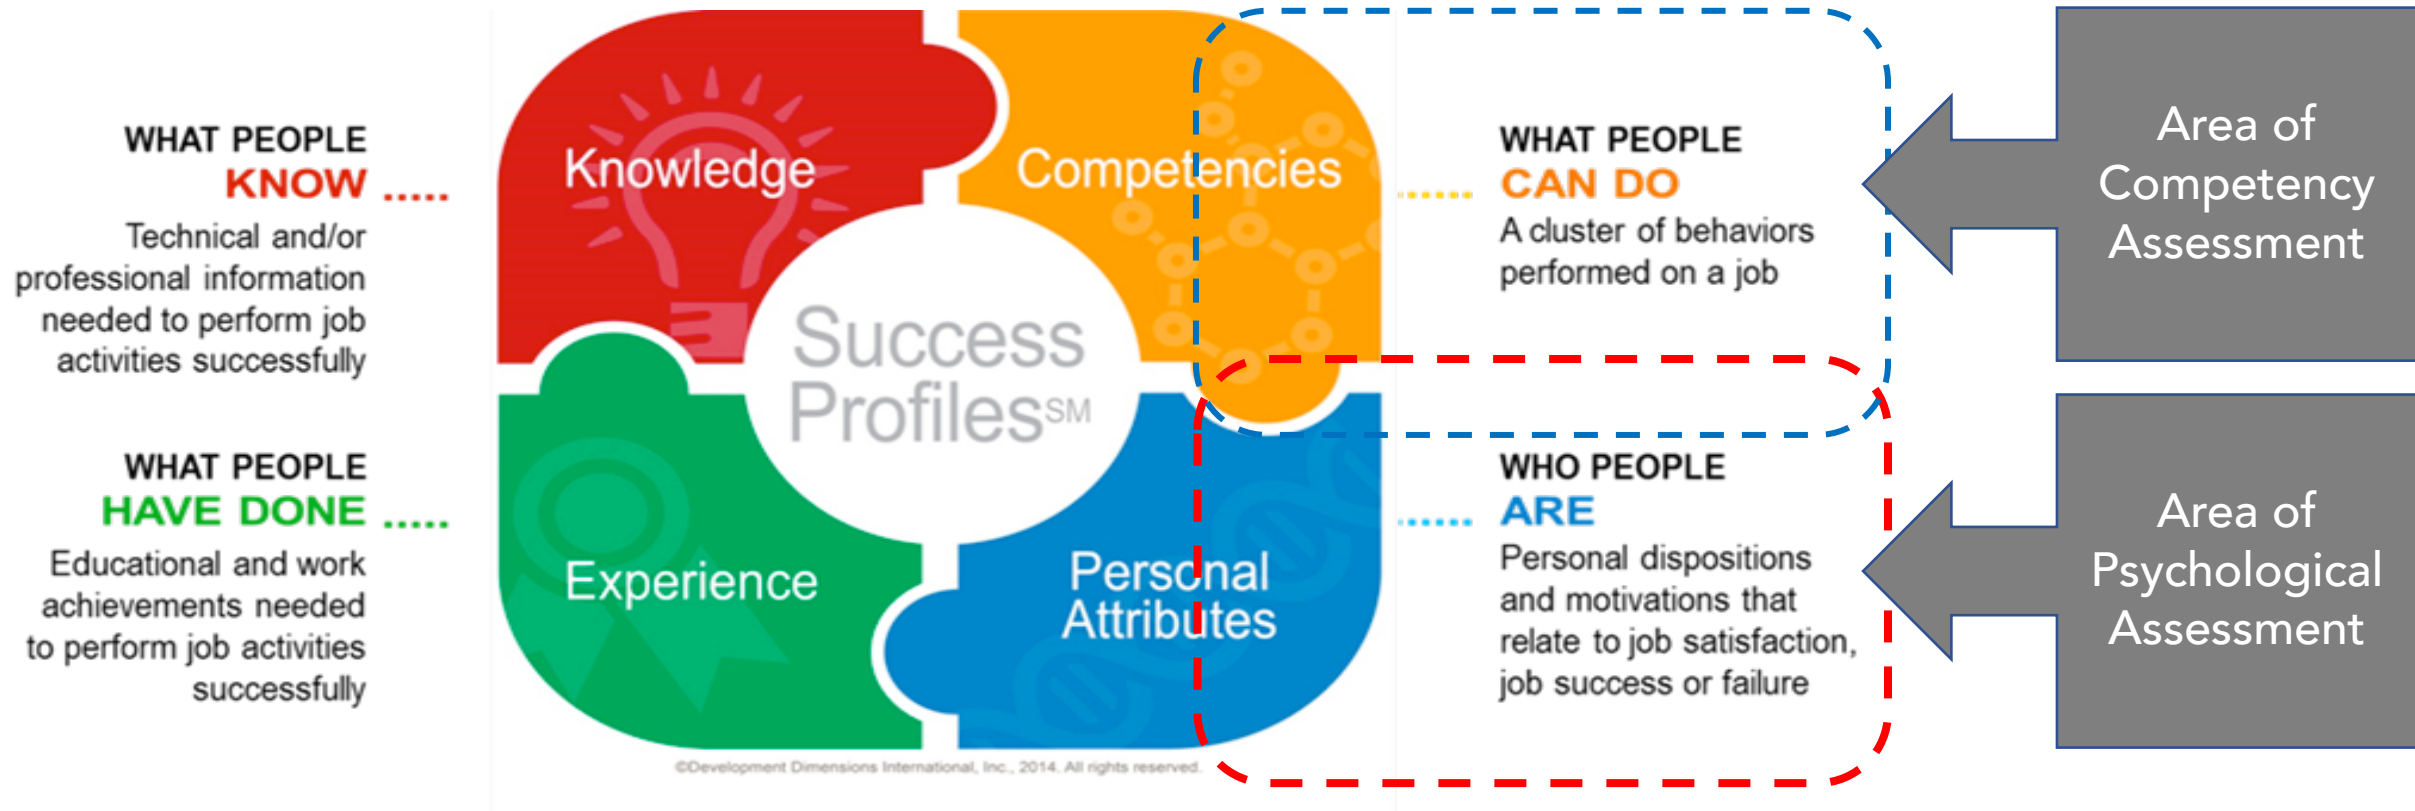 WHAT PEOPLE
KNOW .....
Technical and/or
professional information
needed to perform job
activities successfully
WHAT PEOPLE
HAVE DONE .....
Educational and work
achievements needed
to perform job activities
successfully
Knowledge
Competencies
Success
Profiles℠
Experience
Personal
Attributes
©Development Dimensions International, Inc., 2014. All rights reserved.
WHAT PEOPLE
..... CAN DO
A cluster of behaviors
performed on a job
WHO PEOPLE
..... ARE
Personal dispositions
and motivations that
relate to job satisfaction,
job success or failure
Area of
Competency
Assessment
Area of
Psychological
Assessment